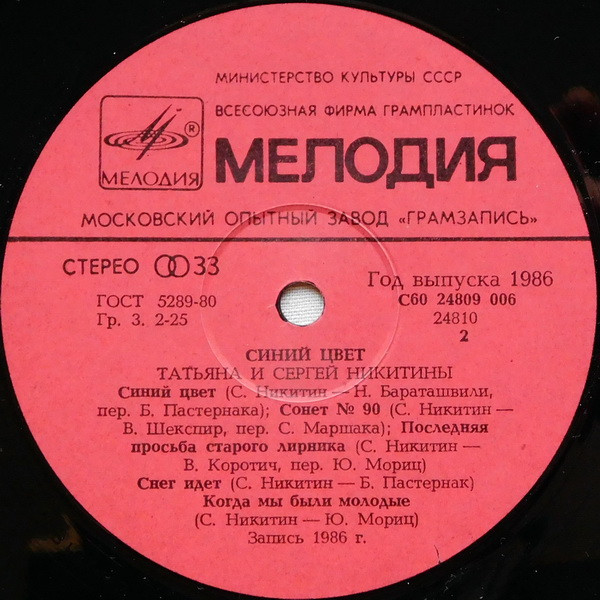 МИНИСТЕРСТВО КУЛЬТУРЫ СССР
ВСЕСОЮЗНАЯ ФИРМА ГРАМПЛАСТИНОК
®
МЕЛОДИЯ
МЕЛОДИЯ
МОСКОВСКИЙ ОПЫТНЫЙ ЗАВОД «ГРАМЗАПИСЬ»
СТЕРЕО 33
Год выпуска 1986
ГОСТ 5289-80
С60 24809 006
Гр. 3. 2-25
24810
2
СИНИЙ ЦВЕТ
ТАТЬЯНА И СЕРГЕЙ НИКИТИНЫ
Синий цвет (С. Никитин — Н. Бараташвили,
пер. Б. Пастернака); Сонет № 90 (С. Никитин —
В. Шекспир, пер. С. Маршака); Последняя
просьба старого лирника (С. Никитин —
В. Коротич, пер. Ю. Мориц)
Снег идет (С. Никитин — Б. Пастернак)
Когда мы были молодые
(С. Никитин — Ю. Мориц)
Запись 1986 г.